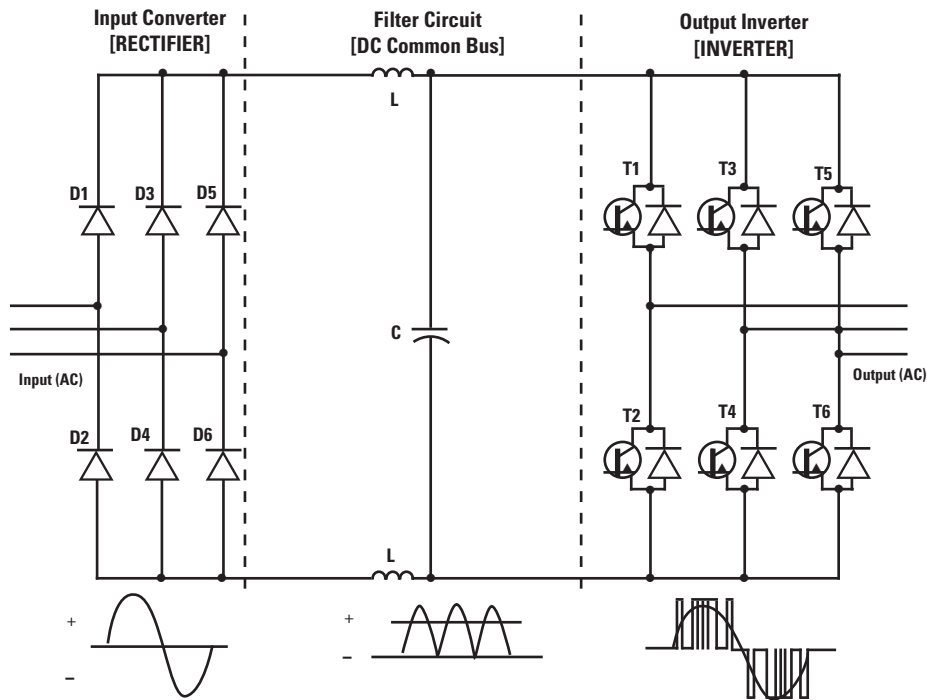 Input Converter
[RECTIFIER]
Filter Circuit
[DC Common Bus]
Output Inverter
[INVERTER]
L
D1
D3
D5
T1
T3
T5
C
Input (AC)
Output (AC)
D2
D4
D6
T2
T4
T6
L
+
–
+
–